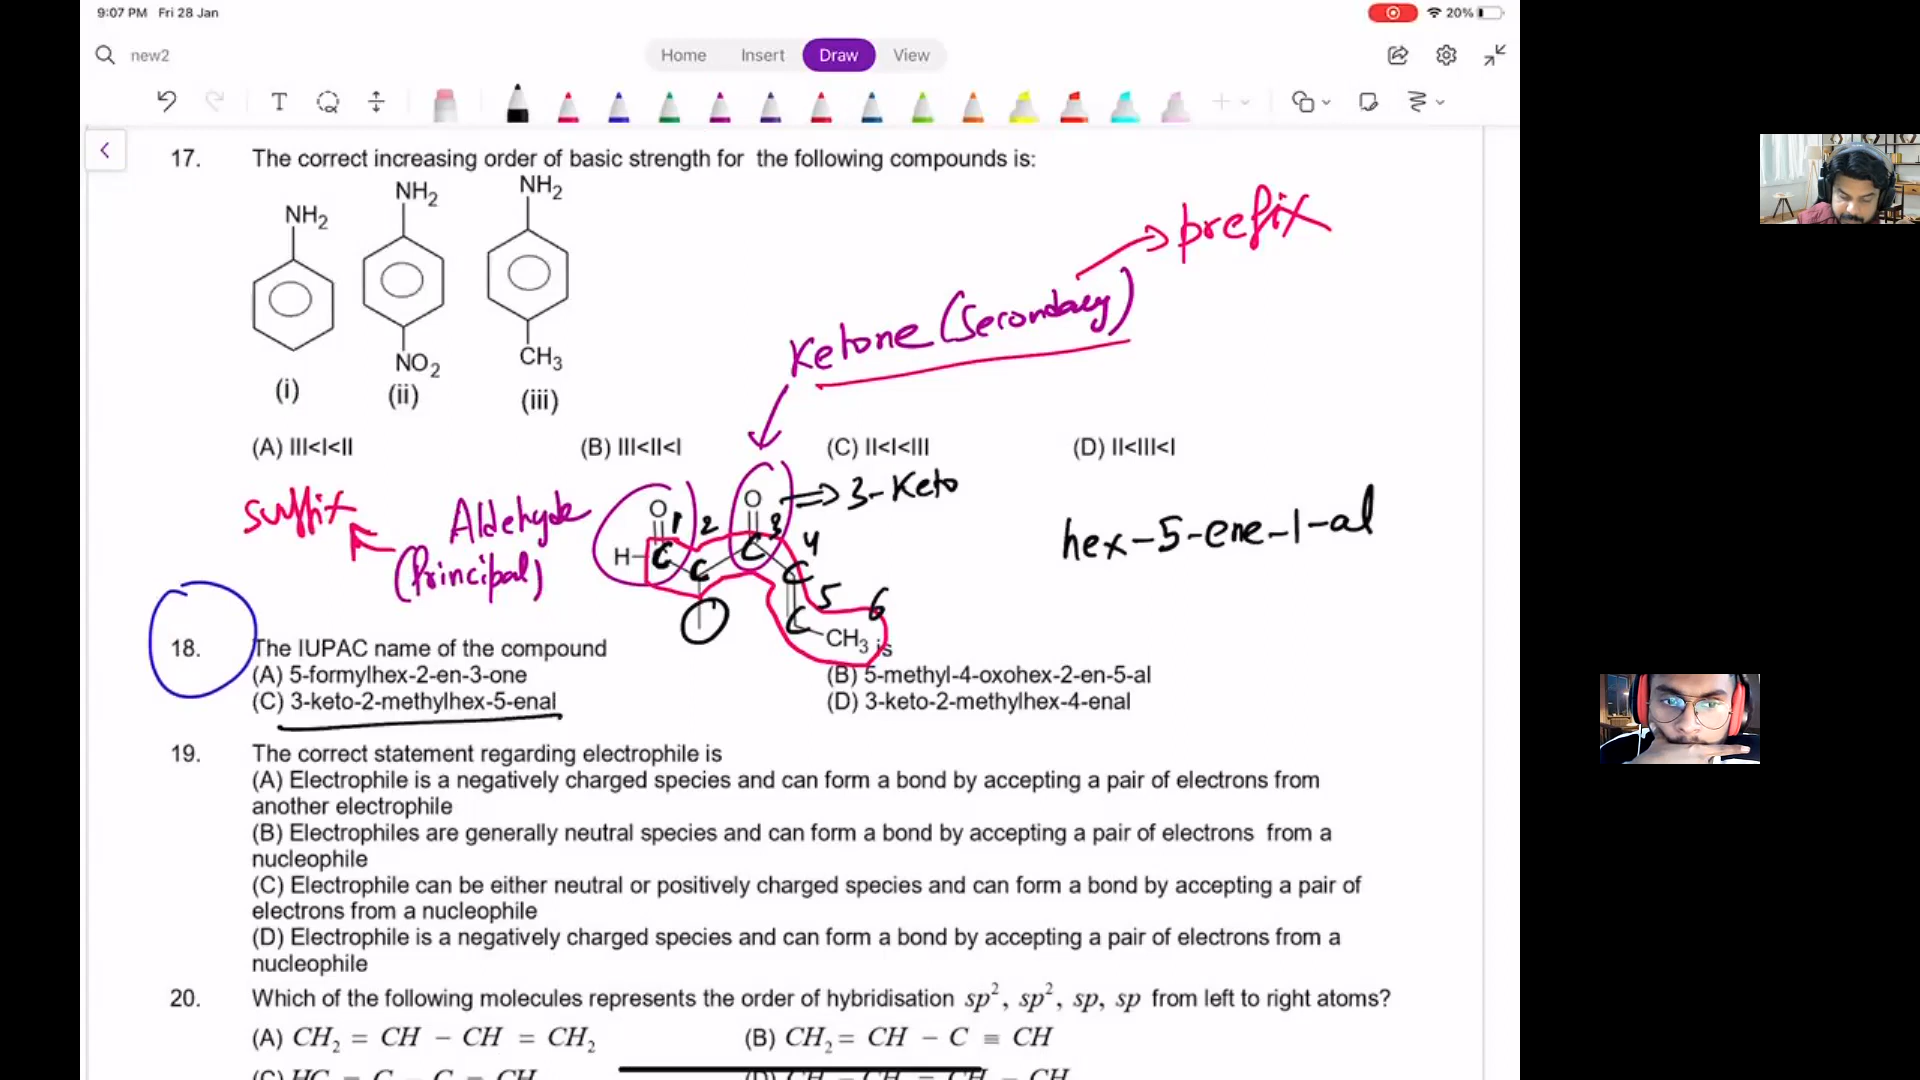 9:07 PM Fri 28 Jan
20%
new2
Home Insert Draw View
T
17. The correct increasing order of basic strength for the following compounds is:
NH2 NH2 NH2
NO2 CH3
(i) (ii) (iii)
prefix
Ketone (Secondary)
(A) III<I<II (B) III<II<I (C) II<I<III (D) II<III<I
suffix Aldehyde O 1 2 O 3 ⇒ 3-Keto
(Principal) H C C C 4 C hex-5-ene-1-al
5 6
C CH3 is
18. The IUPAC name of the compound
(A) 5-formylhex-2-en-3-one (B) 5-methyl-4-oxohex-2-en-5-al
(C) 3-keto-2-methylhex-5-enal (D) 3-keto-2-methylhex-4-enal
19. The correct statement regarding electrophile is
(A) Electrophile is a negatively charged species and can form a bond by accepting a pair of electrons from
another electrophile
(B) Electrophiles are generally neutral species and can form a bond by accepting a pair of electrons from a
nucleophile
(C) Electrophile can be either neutral or positively charged species and can form a bond by accepting a pair of
electrons from a nucleophile
(D) Electrophile is a negatively charged species and can form a bond by accepting a pair of electrons from a
nucleophile
20. Which of the following molecules represents the order of hybridisation sp², sp², sp, sp from left to right atoms?
(A) CH₂ = CH − CH = CH₂ (B) CH₂ = CH − C ≡ CH